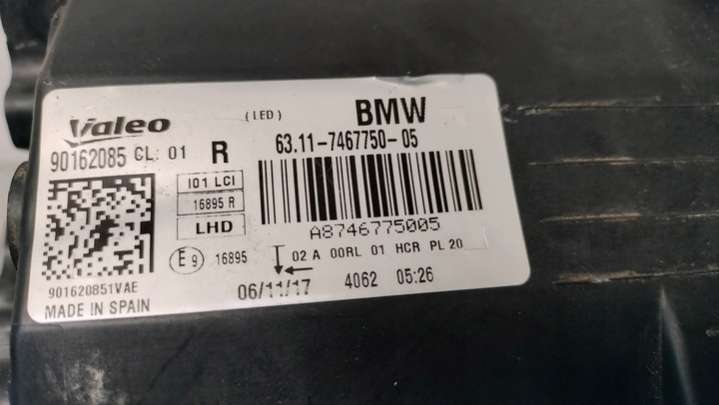 Valeo (LED) BMW
90162085 CL: 01 R 63.11-7467750-05
I01 LCI
16895 R
LHD A8746775005
E9 16895 02 A 00RL 01 HCR PL 20
901620851VAE 06/11/17 4062 05:26
MADE IN SPAIN